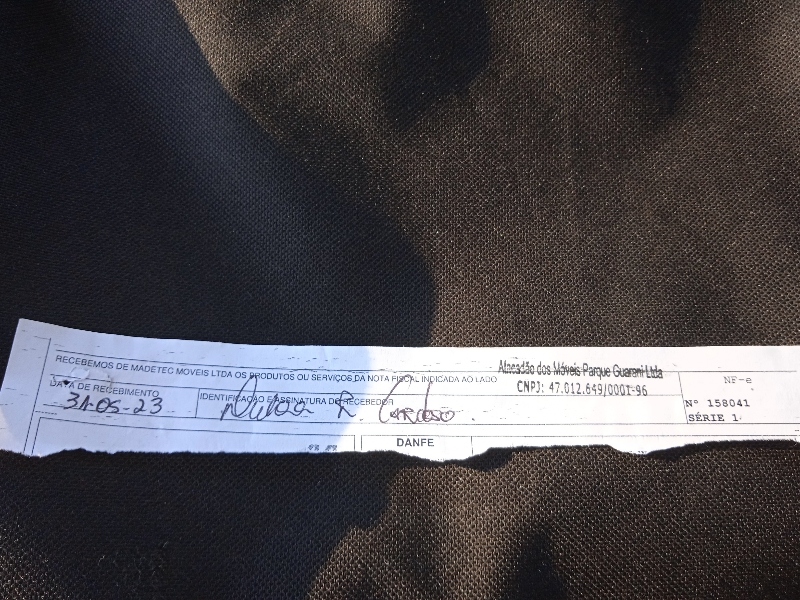 RECEBEMOS DE MADETEC MOVEIS LTDA OS PRODUTOS OU SERVIÇOS DA NOTA FISCAL INDICADA AO LADO
Atacadão dos Móveis Parque Guarani Ltda
CNPJ: 47.012.649/0001-96
NF-e
DATA DE RECEBIMENTO
31-05-23
IDENTIFICAÇÃO E ASSINATURA DO RECEBEDOR
R. Cardoso
Nº 158041
SÉRIE 1
DANFE